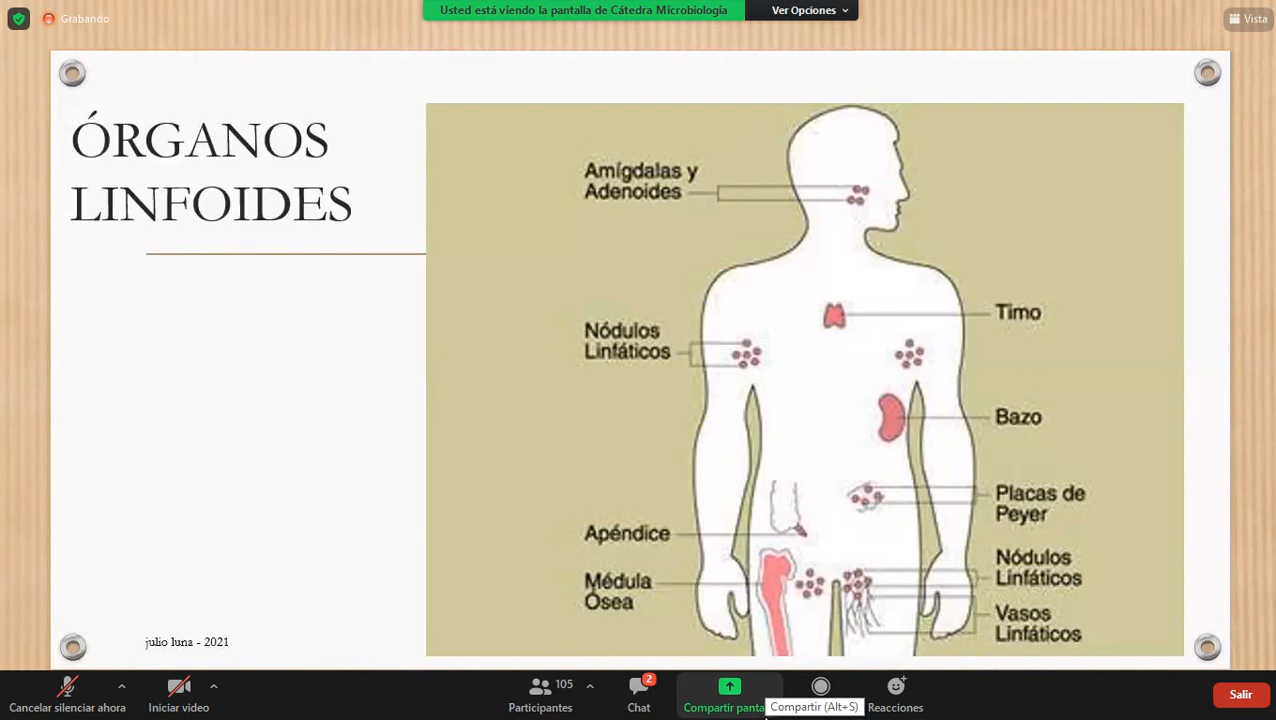 Grabando
Usted está viendo la pantalla de Cátedra Microbiología
Ver Opciones
Vista
ÓRGANOS
LINFOIDES
Amígdalas y
Adenoides
Nódulos
Linfáticos
Timo
Bazo
Placas de
Peyer
Apéndice
Nódulos
Linfáticos
Médula
Ósea
Vasos
Linfáticos
julio luna - 2021
Cancelar silenciar ahora
Iniciar video
105
Participantes
2
Chat
Compartir panta
Compartir (Alt+S)
Reacciones
Salir